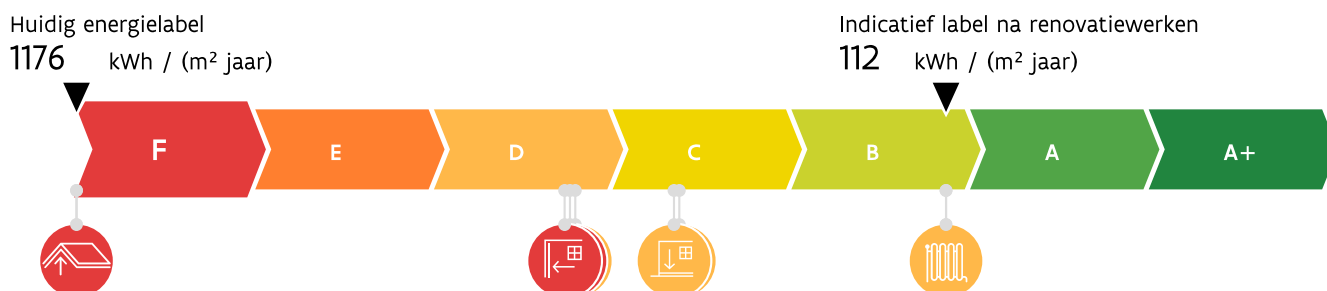 Huidig energielabel
1176 kWh / (m² jaar)
Indicatief label na renovatiewerken
112 kWh / (m² jaar)
F E D C B A A+